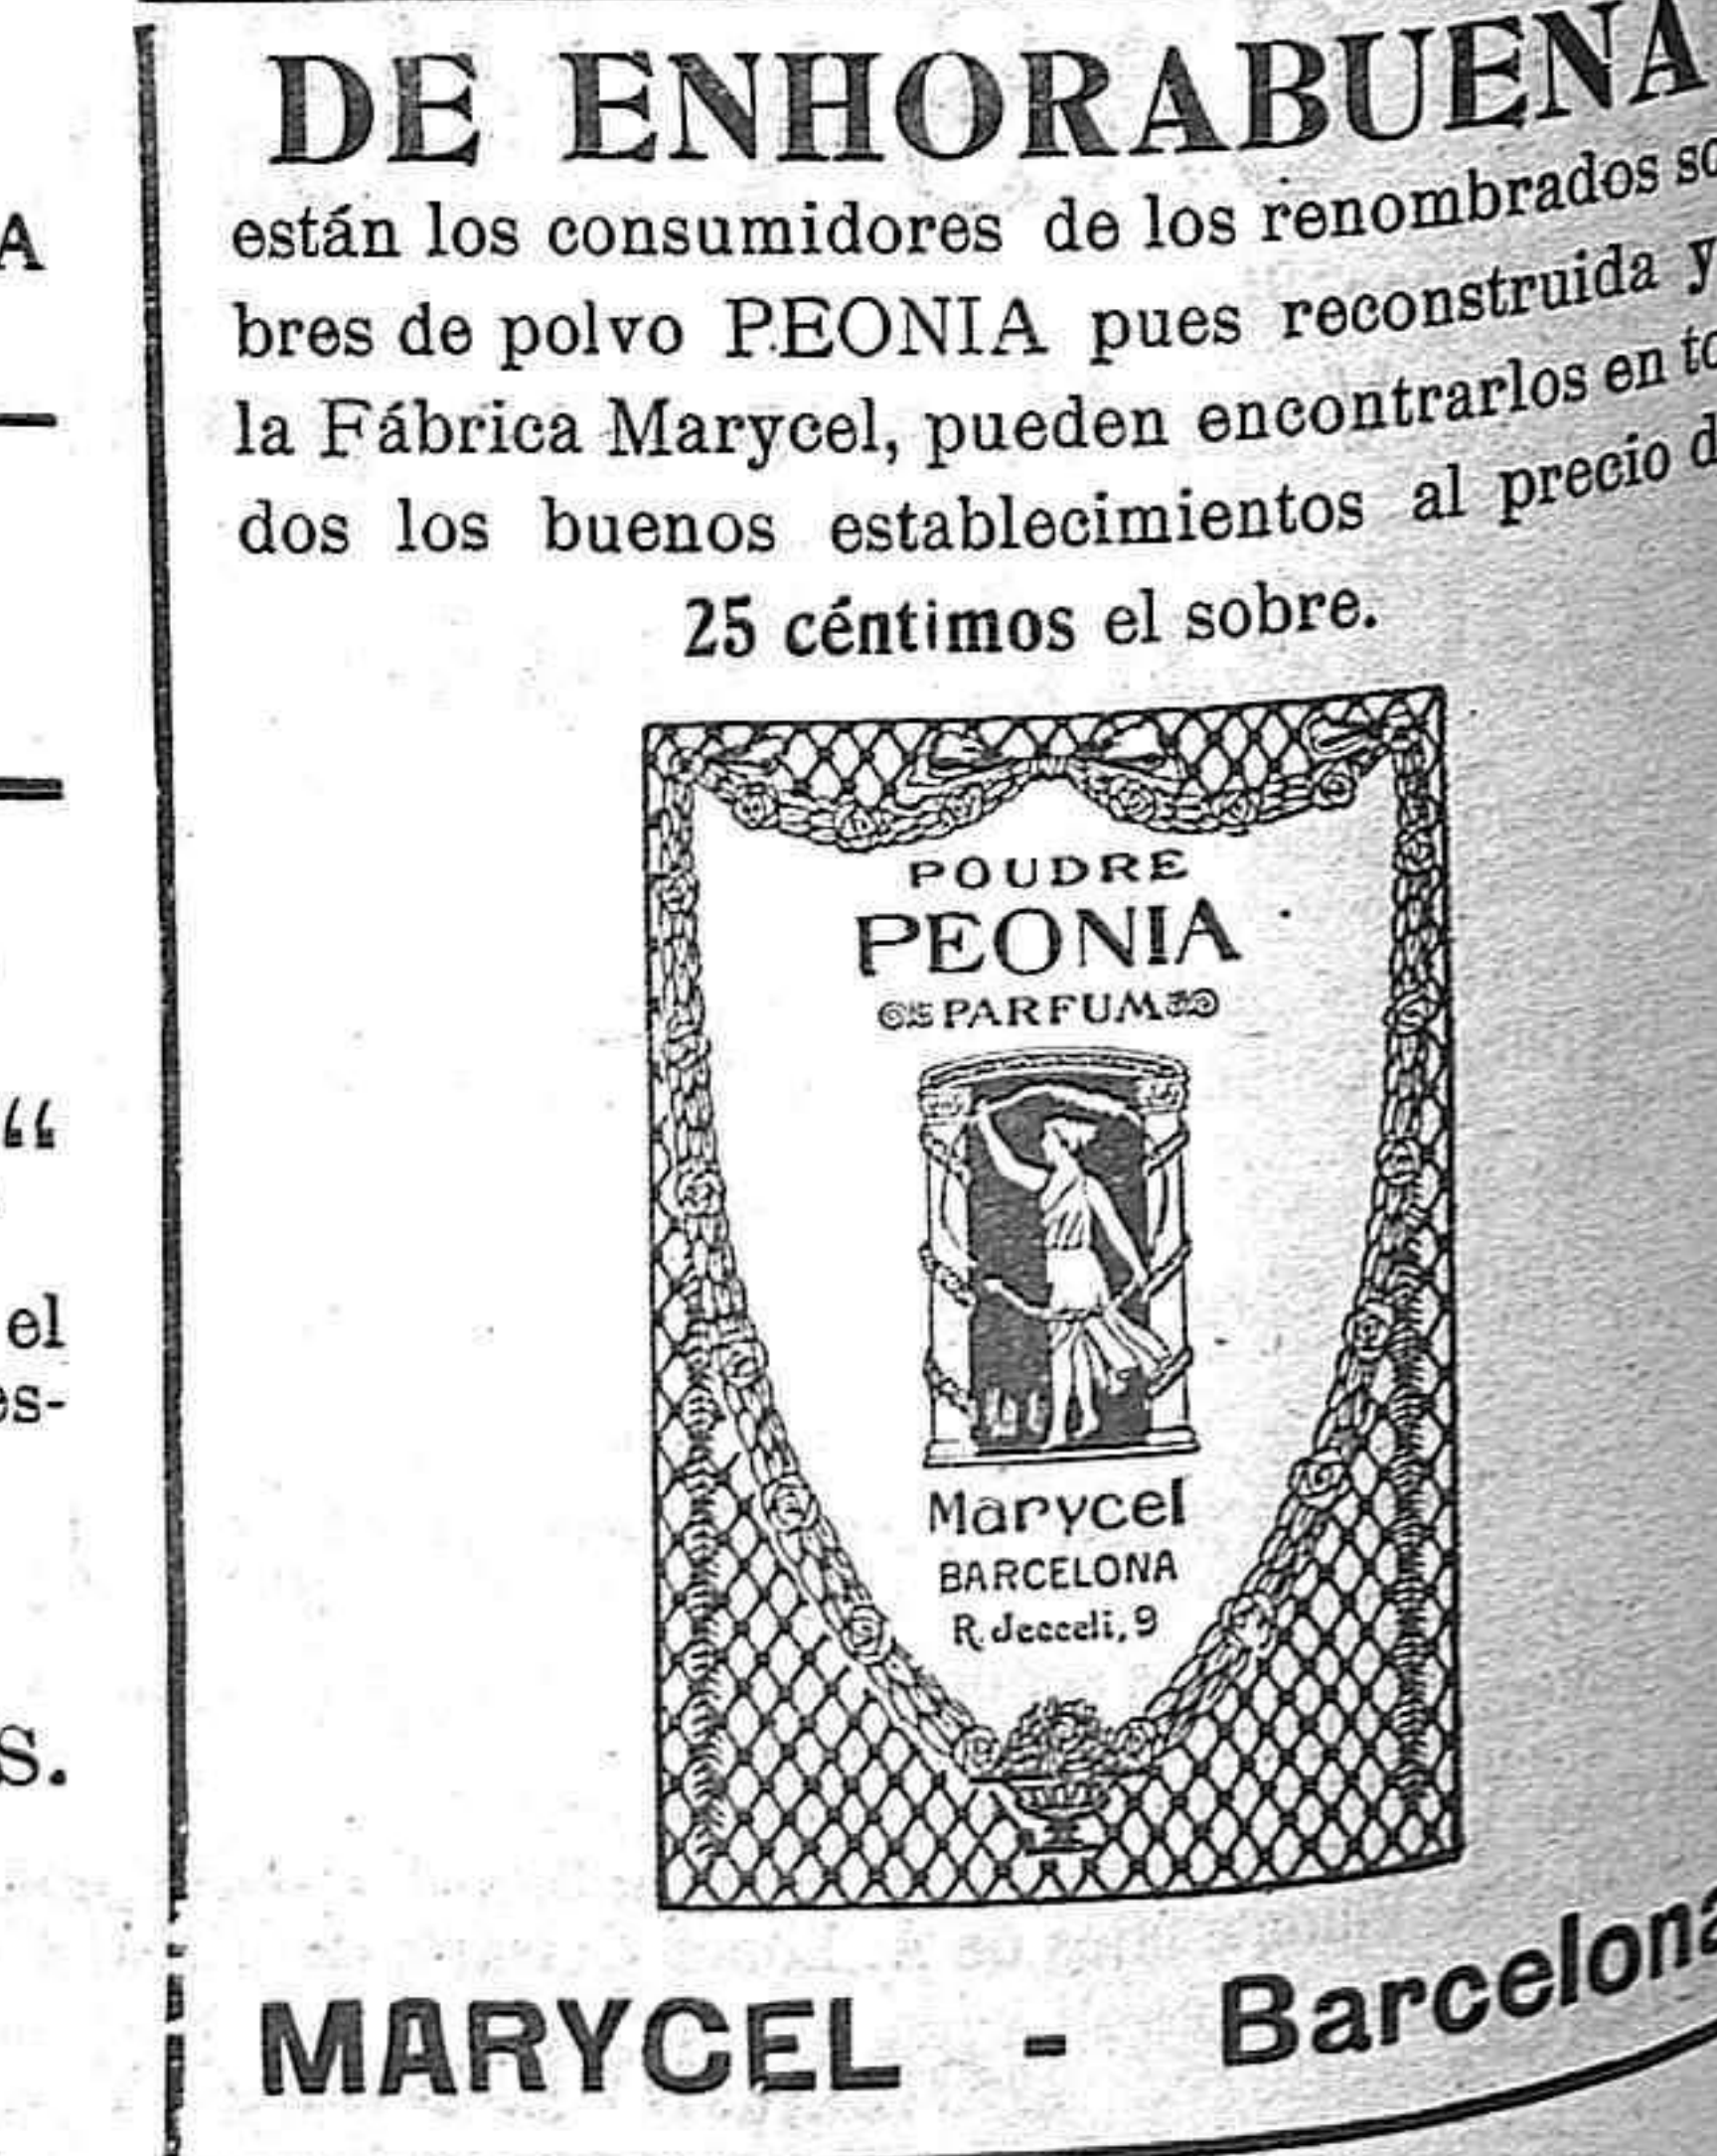 DE ENHORABUENA
están los consumidores de los renombrados so
bres de polvo PEONIA pues reconstruida y
la Fábrica Marycel, pueden encontrarlos en to
dos los buenos establecimientos al precio d
25 céntimos el sobre.
POUDRE
PEONIA
PARFUM
Marycel
BARCELONA
R. Jecceli, 9
MARYCEL - Barcelona
A
“
el
es-
S.